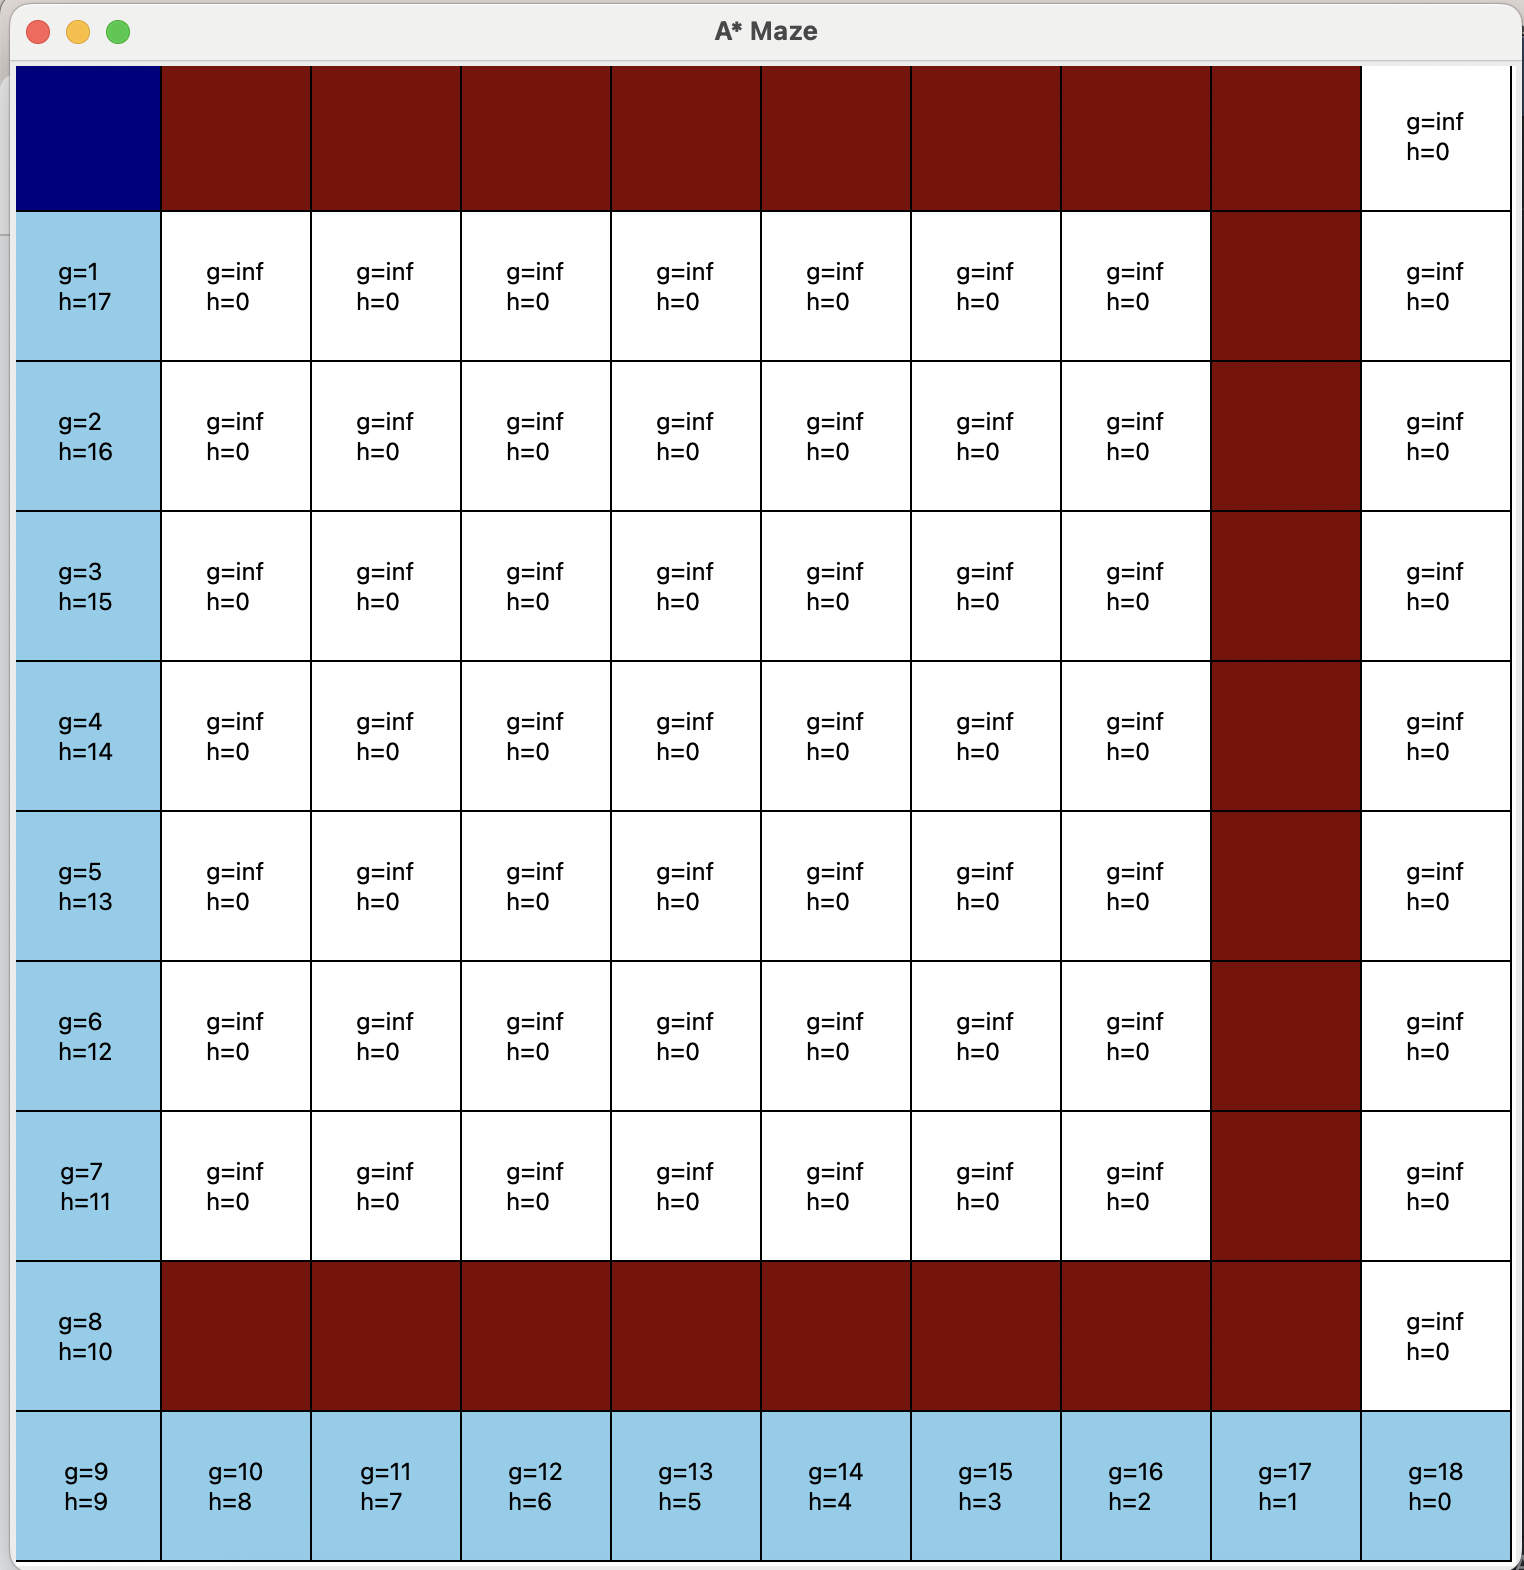 A* Maze
g=inf
h=0
g=1 g=inf g=inf g=inf g=inf g=inf g=inf g=inf g=inf
h=17 h=0 h=0 h=0 h=0 h=0 h=0 h=0 h=0
g=2 g=inf g=inf g=inf g=inf g=inf g=inf g=inf g=inf
h=16 h=0 h=0 h=0 h=0 h=0 h=0 h=0 h=0
g=3 g=inf g=inf g=inf g=inf g=inf g=inf g=inf g=inf
h=15 h=0 h=0 h=0 h=0 h=0 h=0 h=0 h=0
g=4 g=inf g=inf g=inf g=inf g=inf g=inf g=inf g=inf
h=14 h=0 h=0 h=0 h=0 h=0 h=0 h=0 h=0
g=5 g=inf g=inf g=inf g=inf g=inf g=inf g=inf g=inf
h=13 h=0 h=0 h=0 h=0 h=0 h=0 h=0 h=0
g=6 g=inf g=inf g=inf g=inf g=inf g=inf g=inf g=inf
h=12 h=0 h=0 h=0 h=0 h=0 h=0 h=0 h=0
g=7 g=inf g=inf g=inf g=inf g=inf g=inf g=inf g=inf
h=11 h=0 h=0 h=0 h=0 h=0 h=0 h=0 h=0
g=8 g=inf
h=10 h=0
g=9 g=10 g=11 g=12 g=13 g=14 g=15 g=16 g=17 g=18
h=9 h=8 h=7 h=6 h=5 h=4 h=3 h=2 h=1 h=0